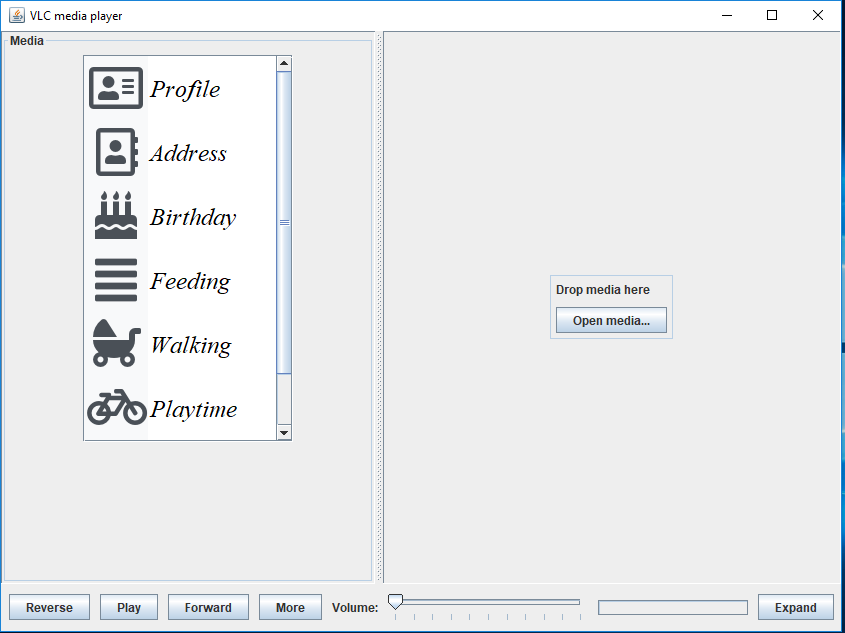 VLC media player
Media
Profile
Address
Birthday
Feeding
Walking
Playtime
Drop media here
Open media...
Reverse
Play
Forward
More
Volume:
Expand